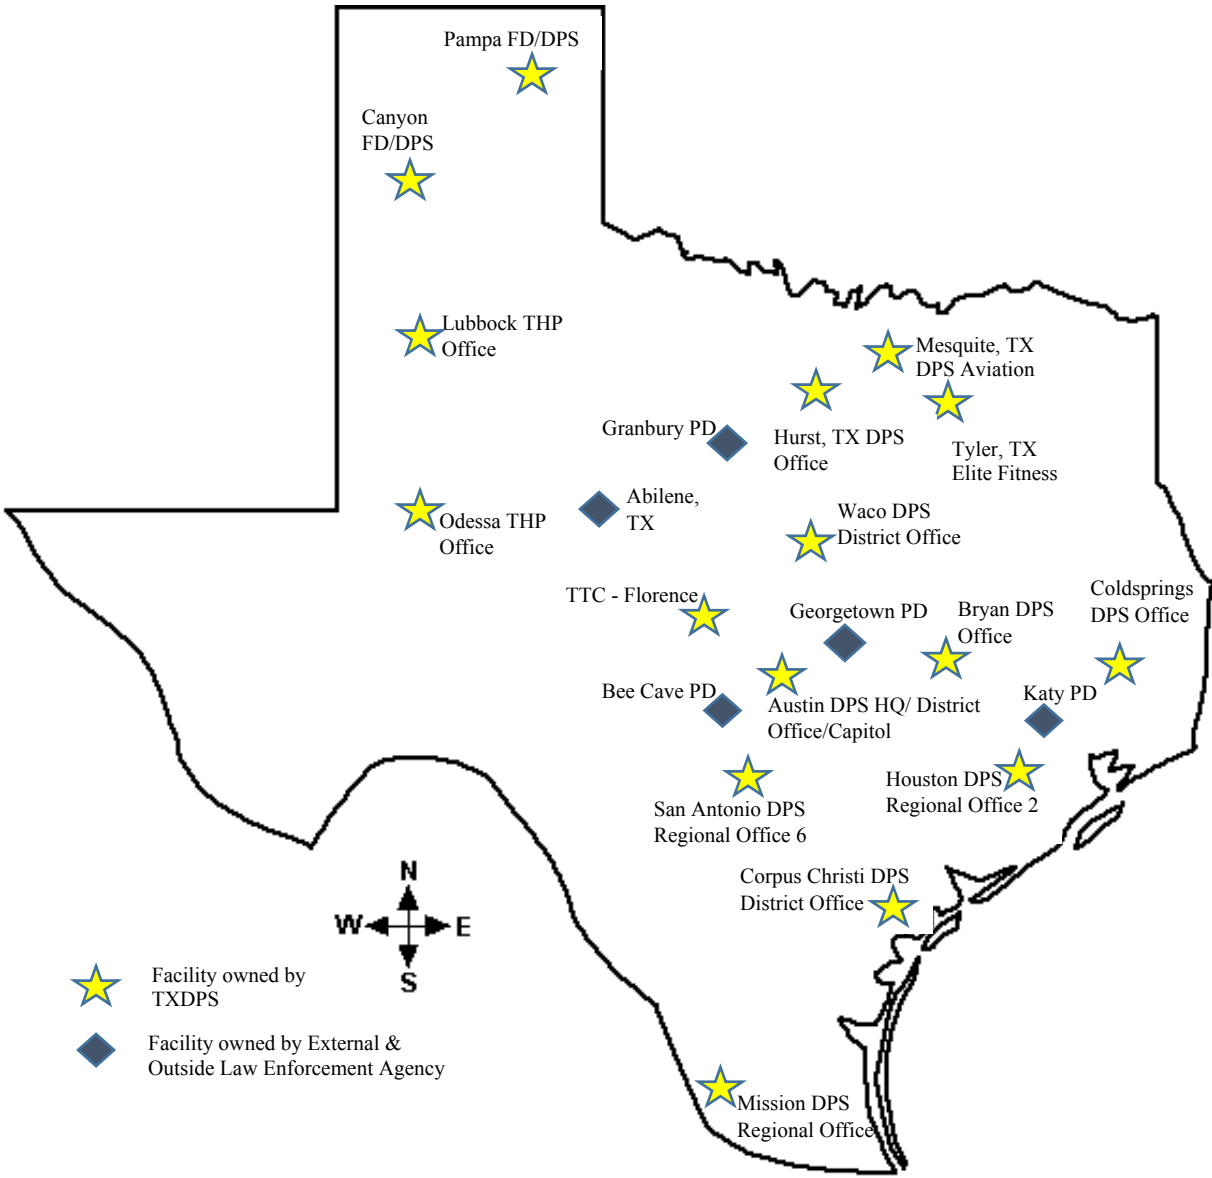 Pampa FD/DPS
Canyon
FD/DPS
Lubbock THP
Office
Mesquite, TX
DPS Aviation
Granbury PD
Hurst, TX DPS
Office
Tyler, TX
Elite Fitness
Abilene,
TX
Odessa THP
Office
Waco DPS
District Office
TTC - Florence
Georgetown PD
Bryan DPS
Office
Coldsprings
DPS Office
Bee Cave PD
Austin DPS HQ/ District
Office/Capitol
Katy PD
Houston DPS
Regional Office 2
San Antonio DPS
Regional Office 6
Corpus Christi DPS
District Office
N
W
E
S
Facility owned by
TXDPS
Facility owned by External &
Outside Law Enforcement Agency
Mission DPS
Regional Office